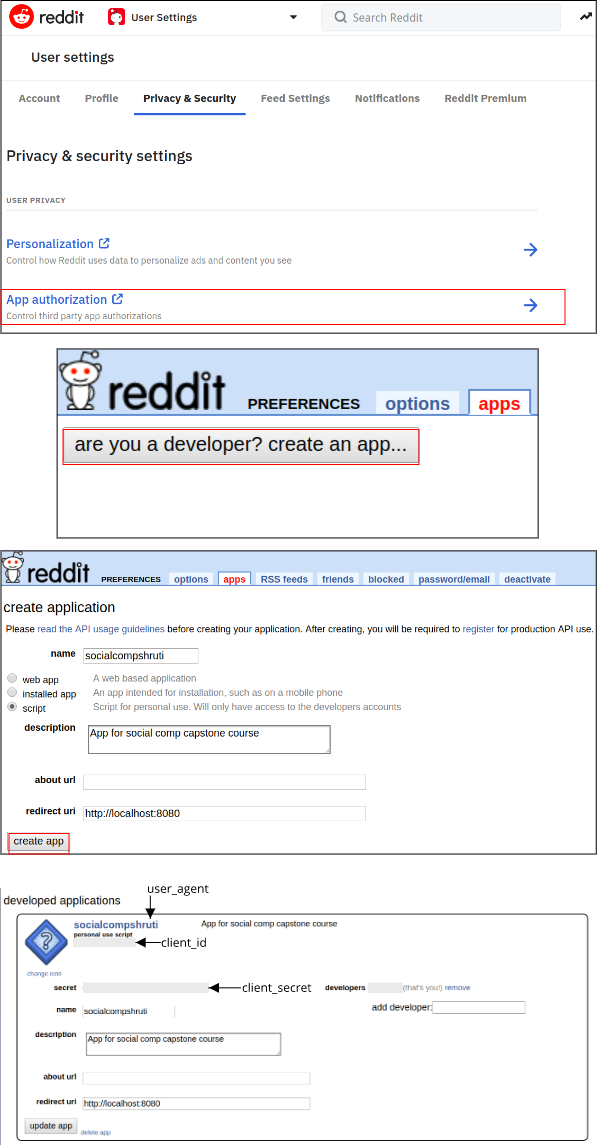 reddit User Settings Search Reddit
User settings
Account Profile Privacy & Security Feed Settings Notifications Reddit Premium
Privacy & security settings
USER PRIVACY
Personalization
Control how Reddit uses data to personalize ads and content you see
App authorization
Control third party app authorizations
reddit PREFERENCES options apps
are you a developer? create an app...
reddit PREFERENCES options apps RSS feeds friends blocked password/email deactivate
create application
Please read the API usage guidelines before creating your application. After creating, you will be required to register for production API use.
name socialcompshruti
web app A web based application
installed app An app intended for installation, such as on a mobile phone
script Script for personal use. Will only have access to the developers accounts
description App for social comp capstone course
about url
redirect uri http://localhost:8080
create app
user_agent
developed applications
socialcompshruti App for social comp capstone course
personal use script
client_id
change icon
secret client_secret developers (that's you!) remove
name socialcompshruti add developer:
description App for social comp capstone course
about url
redirect uri http://localhost:8080
update app delete app